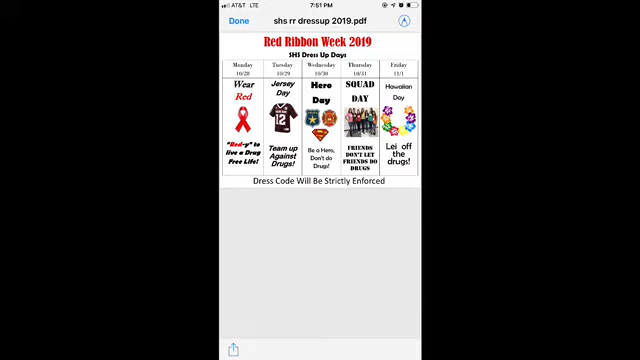 AT&T LTE 7:51 PM
Done shs rr dressup 2019.pdf
Red Ribbon Week 2019
SHS Dress Up Days
Monday Tuesday Wednesday Thursday Friday
10/28 10/29 10/30 10/31 11/1
Wear
Red
"Red-y" to
live a Drug
Free Life!
Jersey
Day
12
Team up
Against
Drugs!
Hero
Day
Be a Hero,
Don't do
Drugs!
SQUAD
DAY
FRIENDS
DON'T LET
FRIENDS DO
DRUGS
Hawaiian
Day
Lei off
the
drugs!
Dress Code Will Be Strictly Enforced